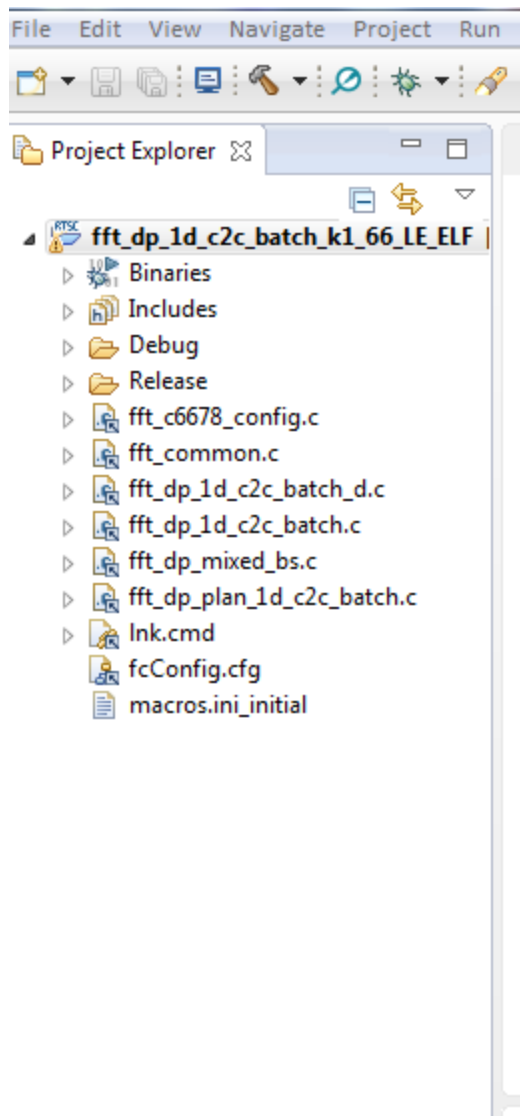 File Edit View Navigate Project Run
Project Explorer
RTSC
fft_dp_1d_c2c_batch_k1_66_LE_ELF
Binaries
Includes
Debug
Release
fft_c6678_config.c
fft_common.c
fft_dp_1d_c2c_batch_d.c
fft_dp_1d_c2c_batch.c
fft_dp_mixed_bs.c
fft_dp_plan_1d_c2c_batch.c
lnk.cmd
fcConfig.cfg
macros.ini_initial